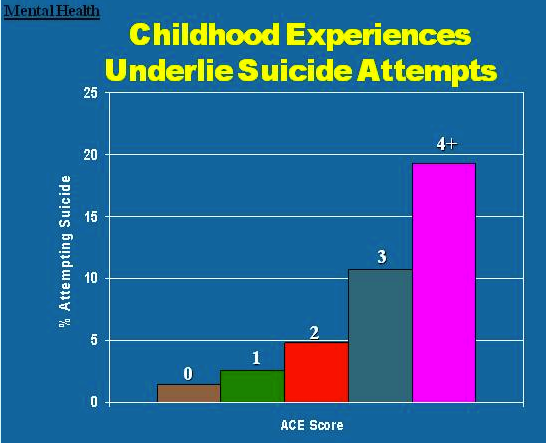 Mental Health
Childhood Experiences
Underlie Suicide Attempts
25
20
15
10
5
0
% Attempting Suicide
0
1
2
3
4+
ACE Score